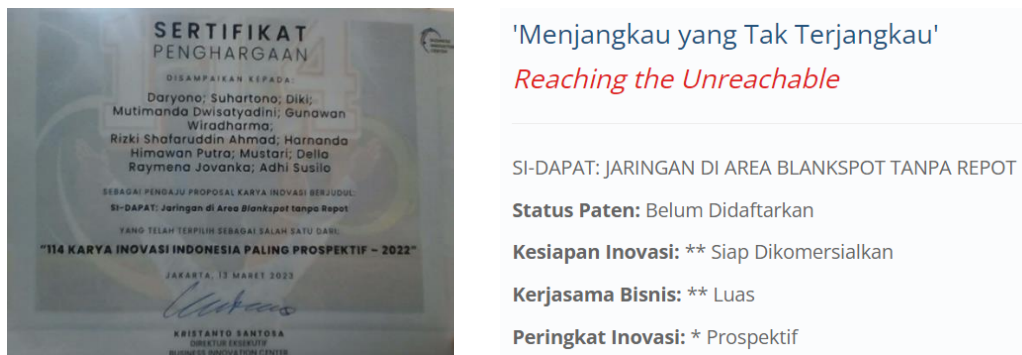 SERTIFIKAT
PENGHARGAAN
DISAMPAIKAN KEPADA:
Daryono; Suhartono; Diki;
Mutimanda Dwisatyadini; Gunawan
Wiradharma;
Rizki Shafaruddin Ahmad; Harnanda
Himawan Putra; Mustari; Della
Raymena Jovanka; Adhi Susilo
SEBAGAI PENGAJU PROPOSAL KARYA INOVASI BERJUDUL:
SI-DAPAT: Jaringan di Area Blankspot tanpa Repot
YANG TELAH TERPILIH SEBAGAI SALAH SATU DARI:
"114 KARYA INOVASI INDONESIA PALING PROSPEKTIF - 2022"
JAKARTA, 13 MARET 2023
KRISTANTO SANTOSA
DIREKTUR EKSEKUTIF
BUSINESS INNOVATION CENTER
'Menjangkau yang Tak Terjangkau'
Reaching the Unreachable
SI-DAPAT: JARINGAN DI AREA BLANKSPOT TANPA REPOT
Status Paten: Belum Didaftarkan
Kesiapan Inovasi: ** Siap Dikomersialkan
Kerjasama Bisnis: ** Luas
Peringkat Inovasi: * Prospektif